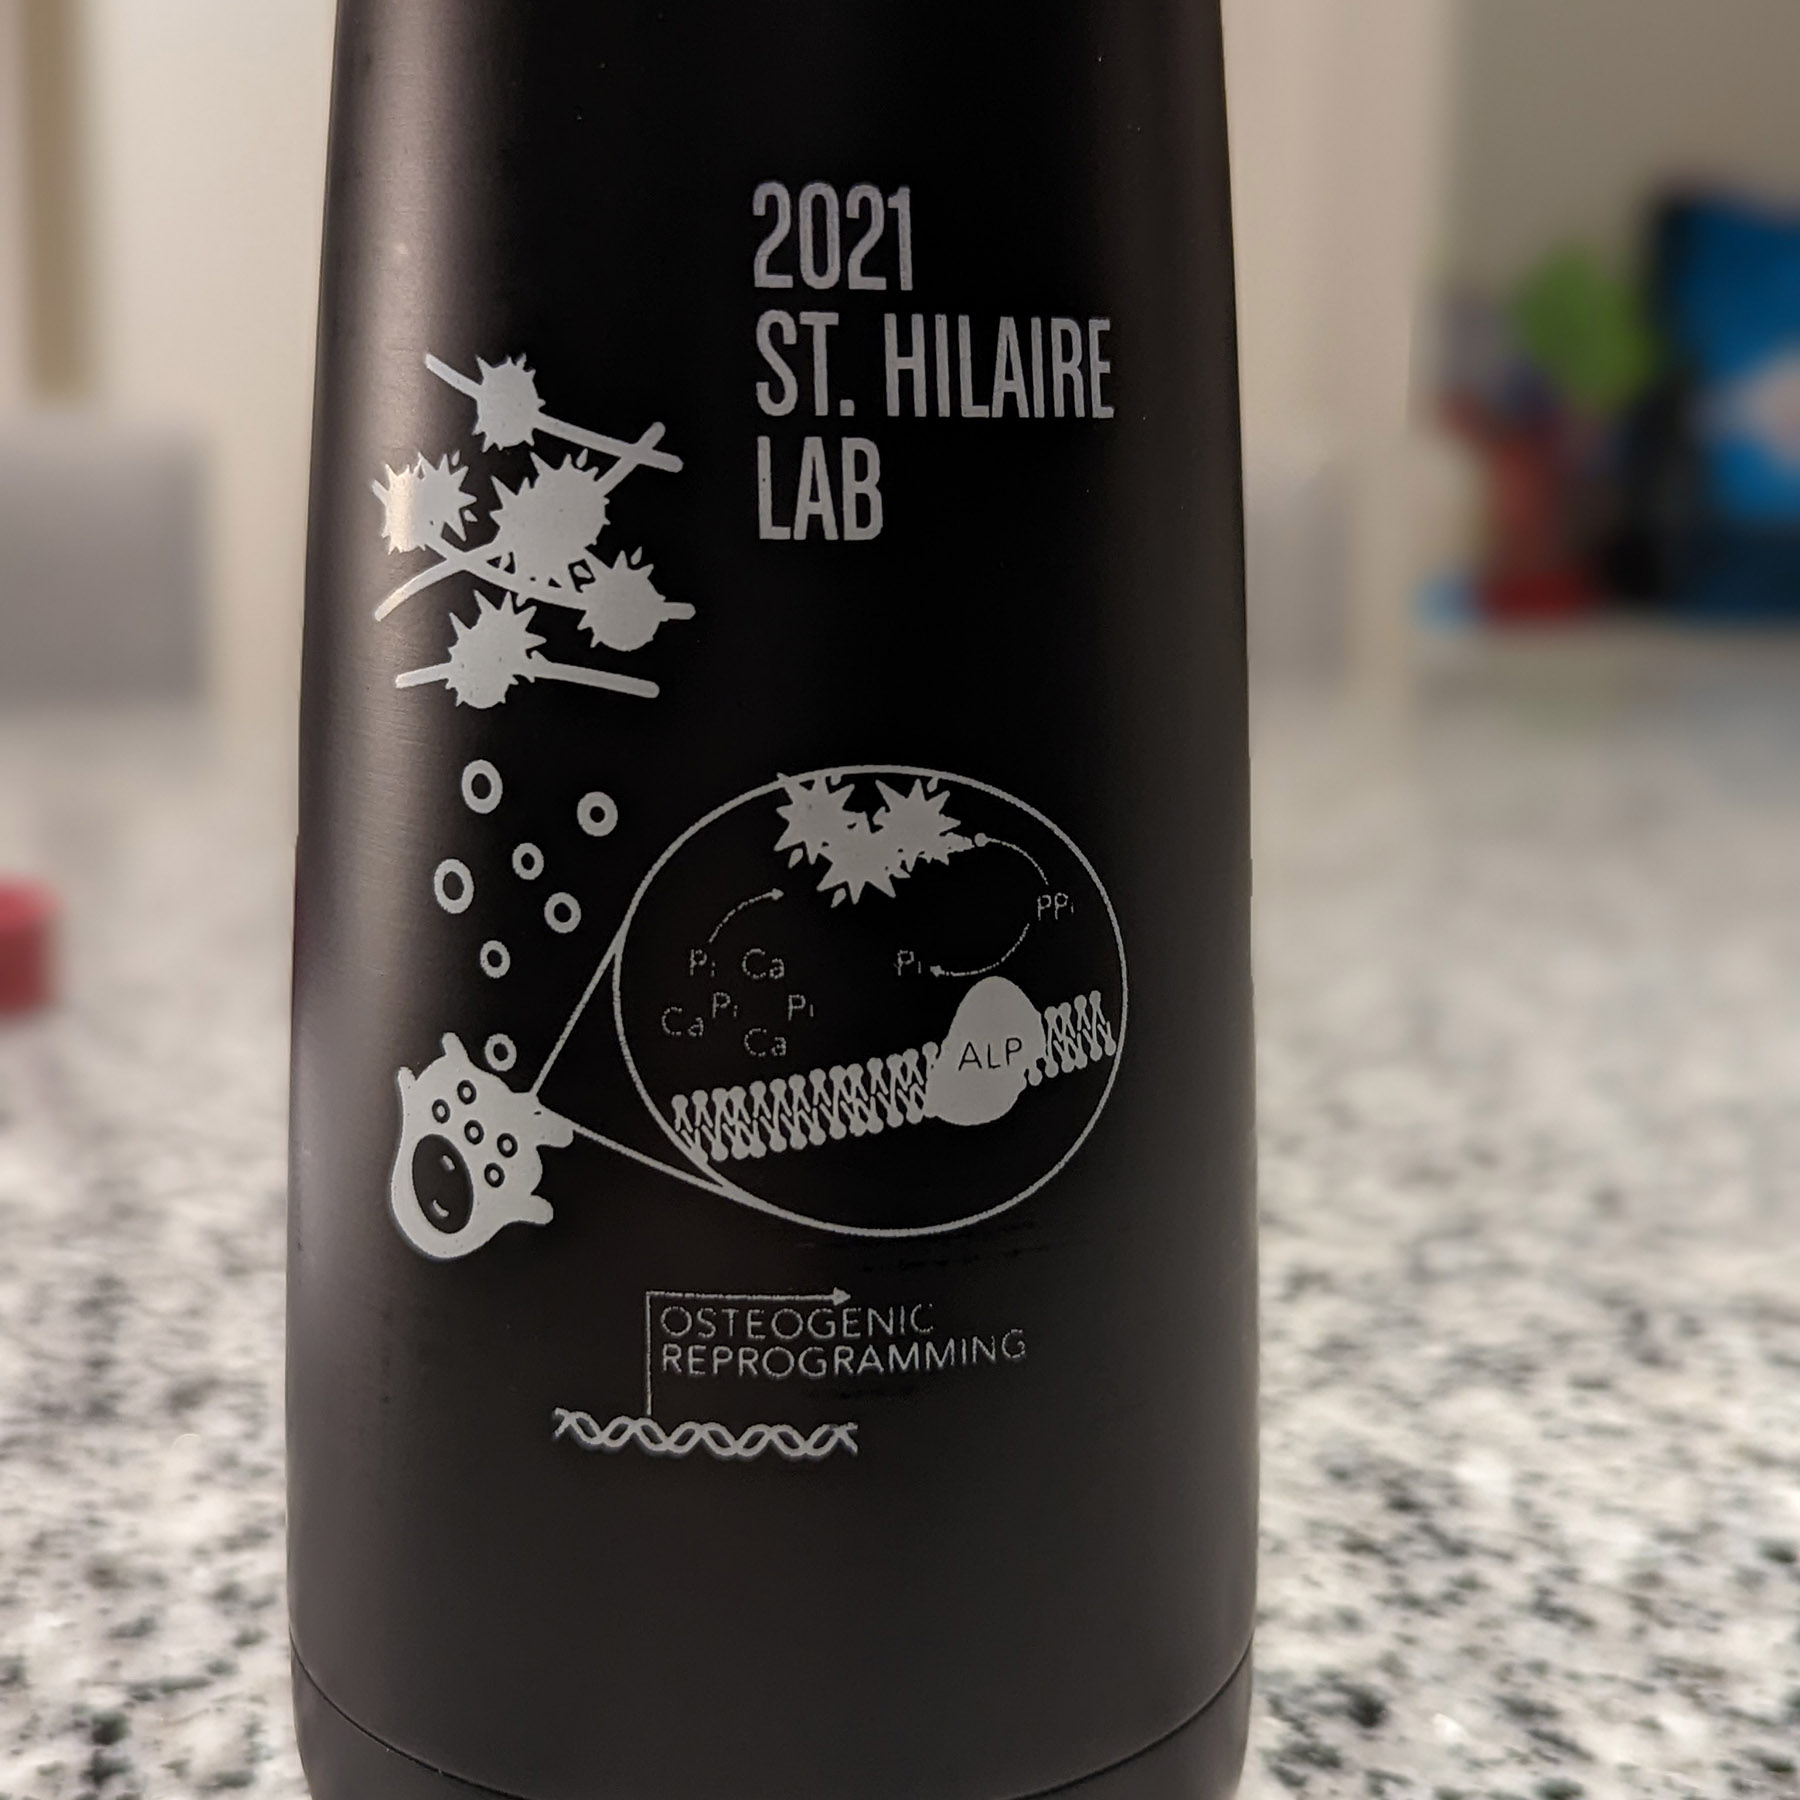 2021
ST. HILAIRE
LAB
PPi
Pi Ca
Pi
Ca Pi Pi
Ca
ALP
OSTEOGENIC
REPROGRAMMING